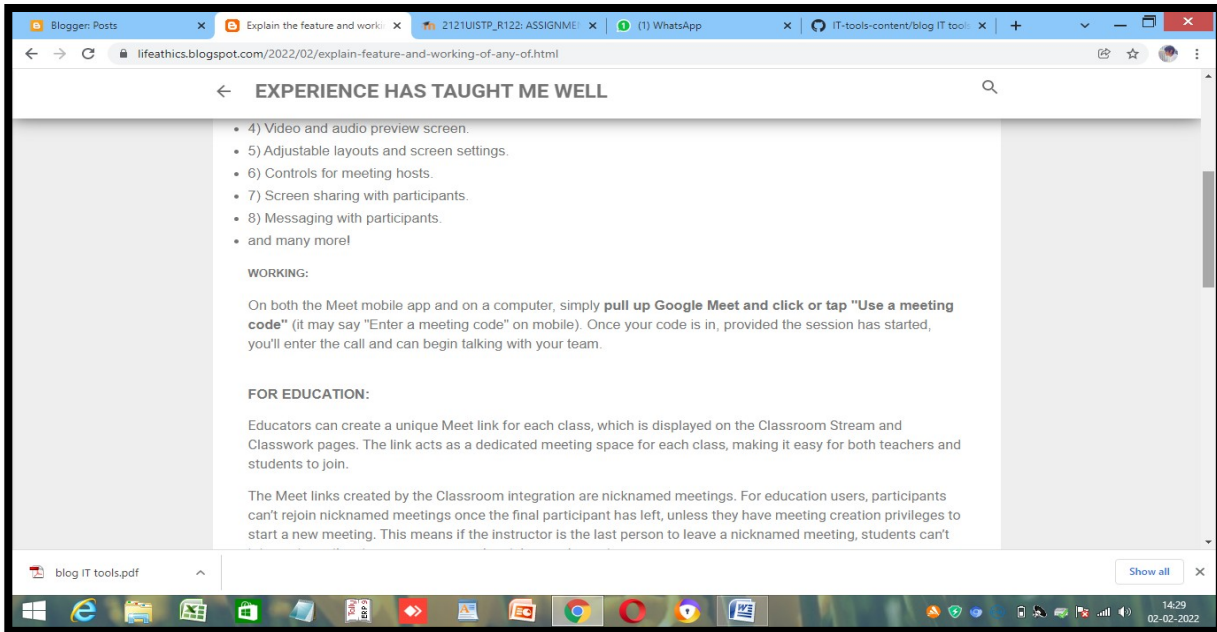 Blogger: Posts
Explain the feature and worki
2121UISTP_R122: ASSIGNME
(1) WhatsApp
IT-tools-content/blog IT tools
lifeathics.blogspot.com/2022/02/explain-feature-and-working-of-any-of.html
EXPERIENCE HAS TAUGHT ME WELL
4) Video and audio preview screen.
5) Adjustable layouts and screen settings.
6) Controls for meeting hosts.
7) Screen sharing with participants.
8) Messaging with participants.
and many more!
WORKING:
On both the Meet mobile app and on a computer, simply pull up Google Meet and click or tap "Use a meeting
code" (it may say "Enter a meeting code" on mobile). Once your code is in, provided the session has started,
you'll enter the call and can begin talking with your team.
FOR EDUCATION:
Educators can create a unique Meet link for each class, which is displayed on the Classroom Stream and
Classwork pages. The link acts as a dedicated meeting space for each class, making it easy for both teachers and
students to join.
The Meet links created by the Classroom integration are nicknamed meetings. For education users, participants
can't rejoin nicknamed meetings once the final participant has left, unless they have meeting creation privileges to
start a new meeting. This means if the instructor is the last person to leave a nicknamed meeting, students can't
blog IT tools.pdf
Show all
14:29
02-02-2022